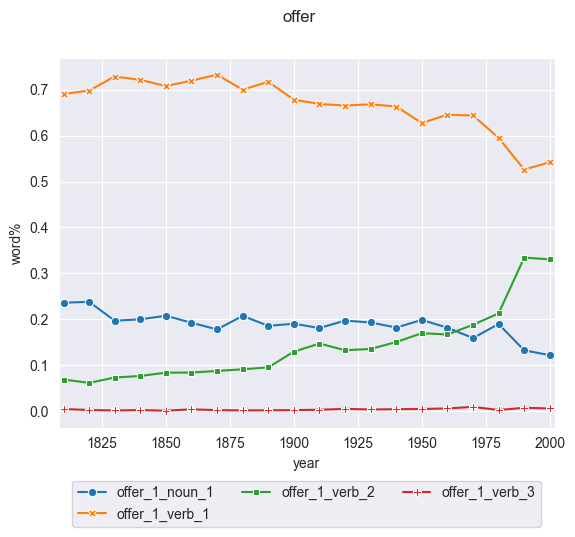 offer
0.7
0.6
0.5
0.4
0.3
0.2
0.1
0.0
word%
1825 1850 1875 1900 1925 1950 1975 2000
year
offer_1_noun_1 offer_1_verb_2 offer_1_verb_3
offer_1_verb_1